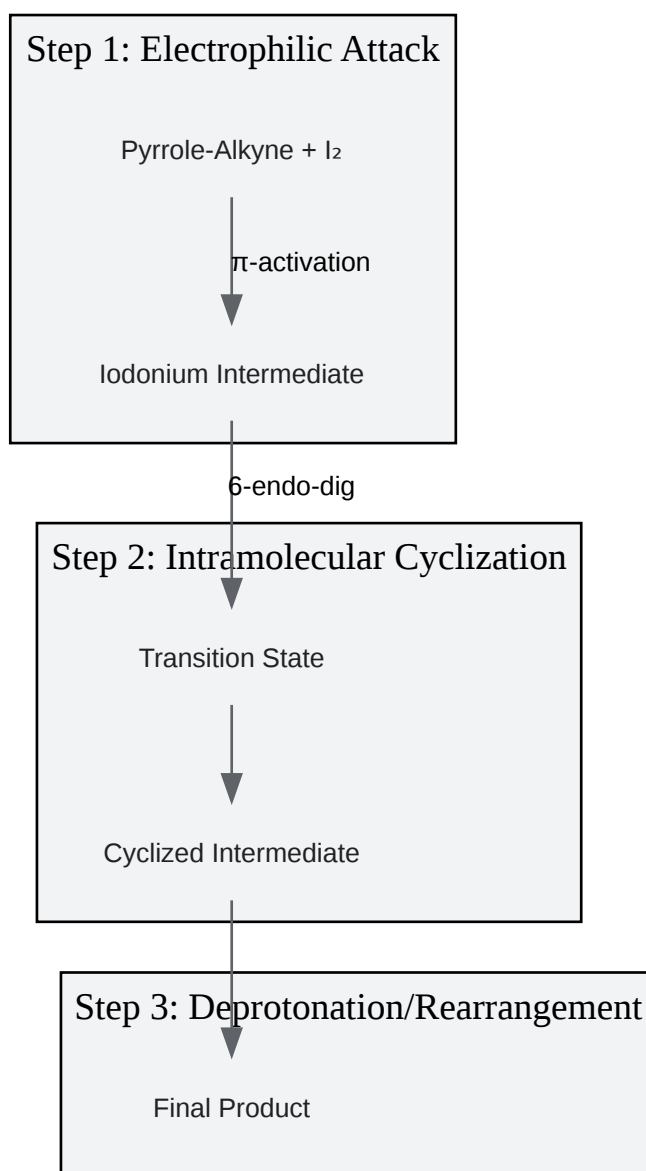 Step 1: Electrophilic Attack
Pyrrole-Alkyne + I₂
π-activation
Iodonium Intermediate
6-endo-dig
Step 2: Intramolecular Cyclization
Transition State
Cyclized Intermediate
Step 3: Deprotonation/Rearrangement
Final Product